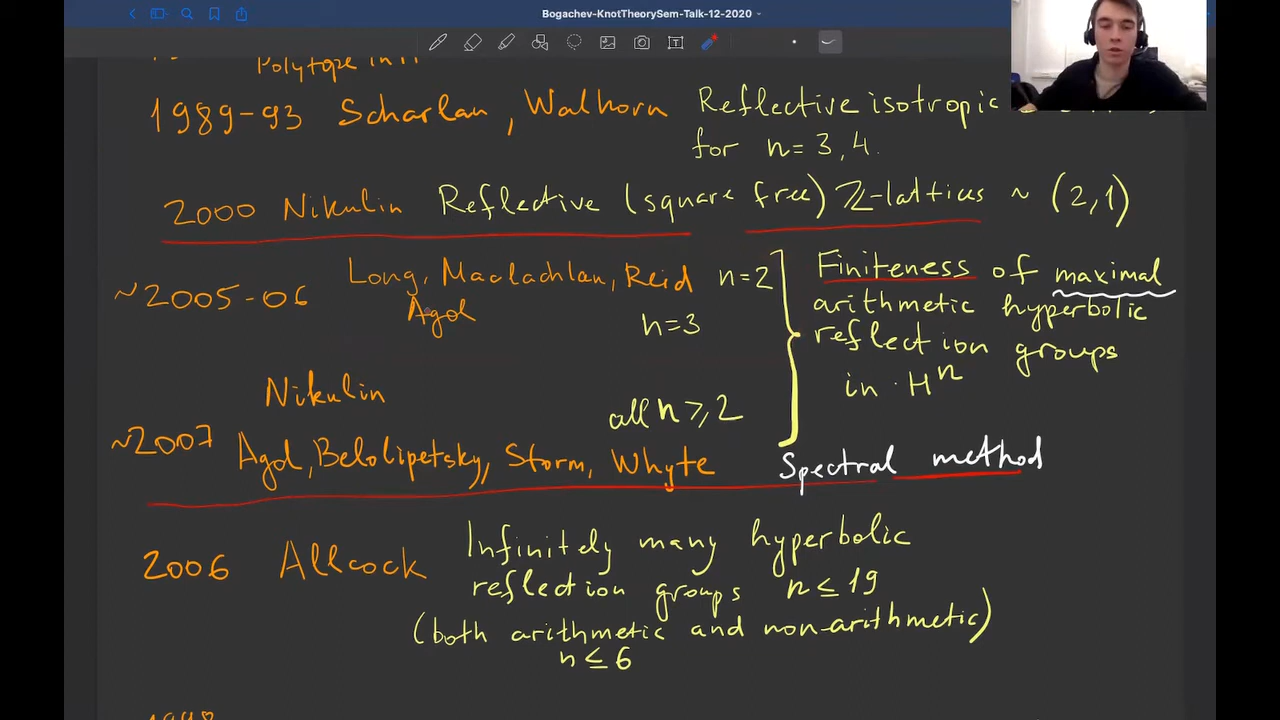 Bogachev-KnotTheorySem-Talk-12-2020
Polytope in
1989-93 Scharlau, Walhorn Reflective isotropic
for n=3,4.
2000 Nikulin Reflective (square free) ℤ-lattices ~ (2,1)
~2005-06 Long, Maclachlan, Reid n=2
Agol n=3
Finiteness of maximal
arithmetic hyperbolic
reflection groups
in Hⁿ
Nikulin
all n ⩾ 2
~2007 Agol, Belolipetsky, Storm, Whyte Spectral method
2006 Allcock Infinitely many hyperbolic
reflection groups n ≤ 19
(both arithmetic and non-arithmetic)
n ≤ 6
1998